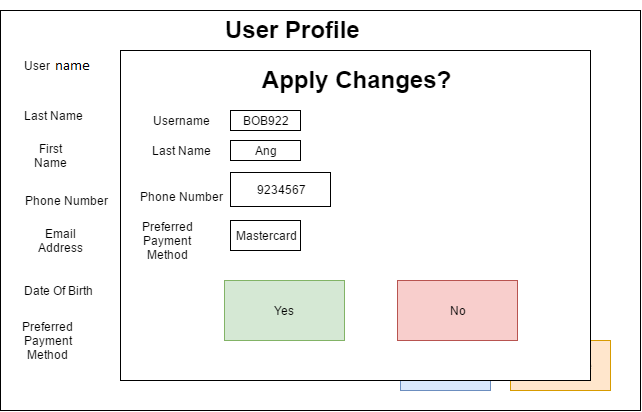 User Profile
User name
Apply Changes?
Last Name
Username
BOB922
First
Name
Last Name
Ang
Phone Number
Phone Number
9234567
Email
Address
Preferred
Payment
Method
Mastercard
Date Of Birth
Yes
No
Preferred
Payment
Method